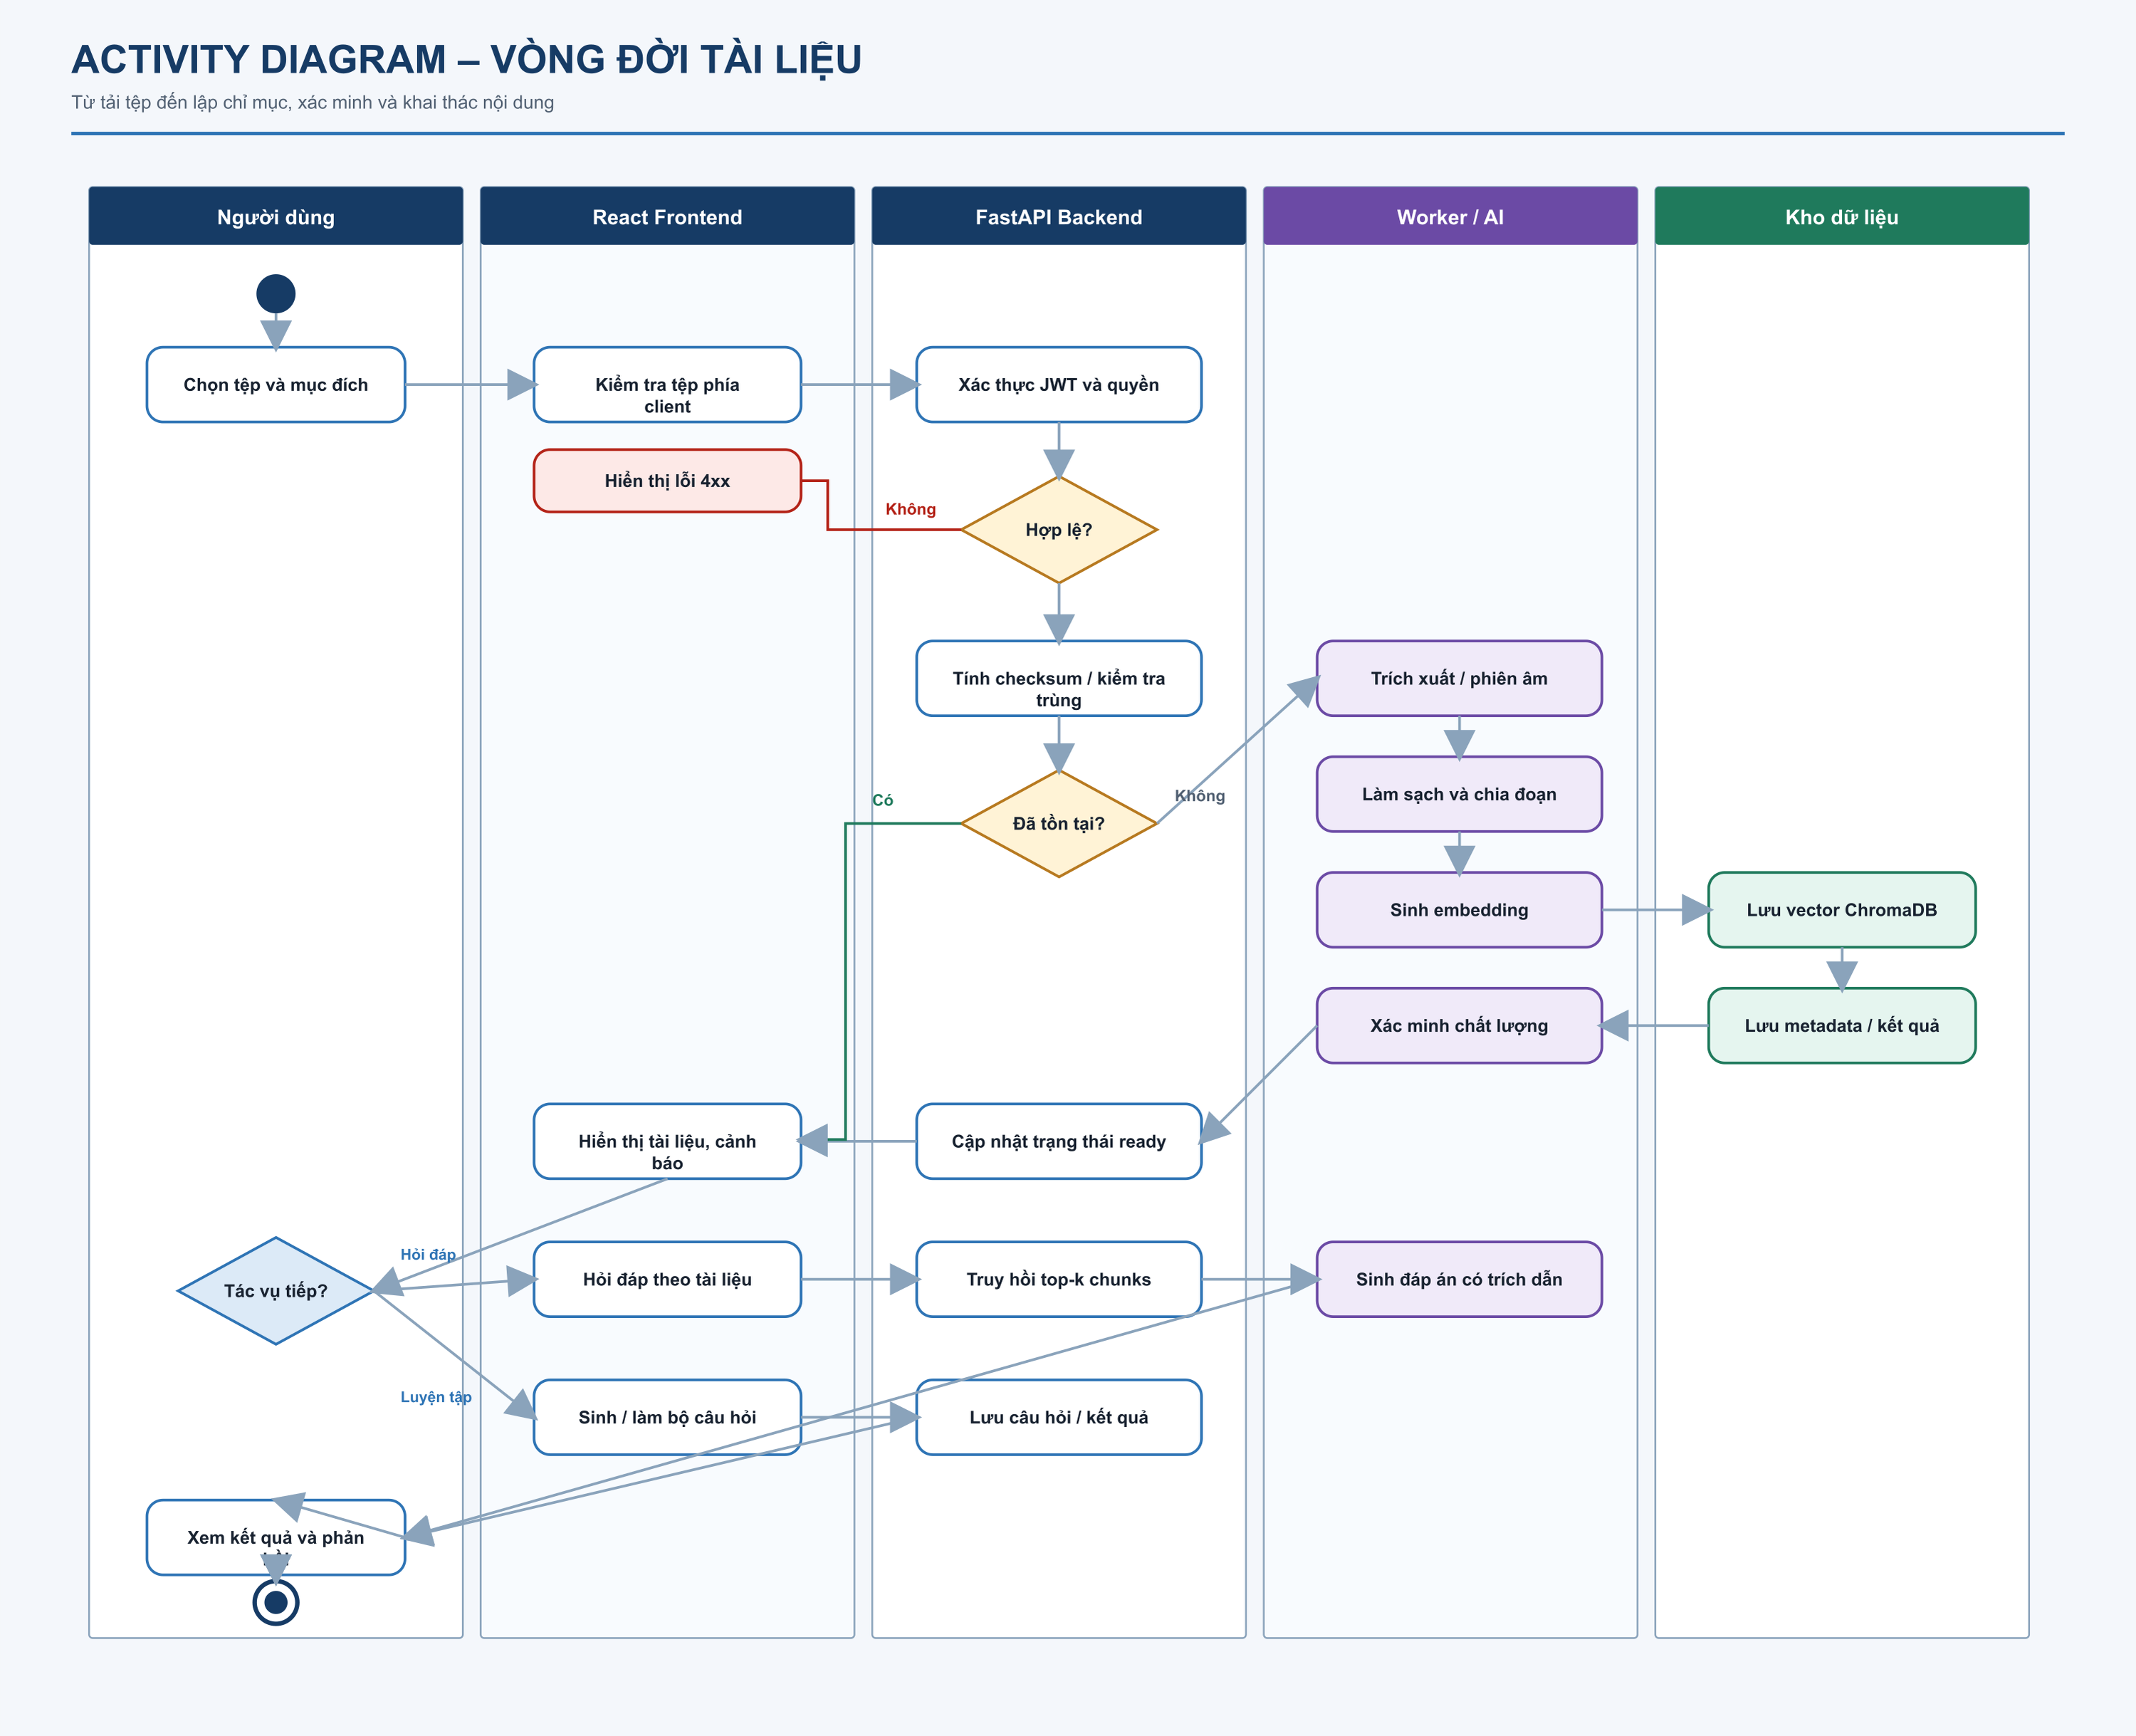 ACTIVITY DIAGRAM – VÒNG ĐỜI TÀI LIỆU
Từ tải tệp đến lập chỉ mục, xác minh và khai thác nội dung
Người dùng
React Frontend
FastAPI Backend
Worker / AI
Kho dữ liệu
Chọn tệp và mục đích
Kiểm tra tệp phía
client
Xác thực JWT và quyền
Hiển thị lỗi 4xx
Không
Hợp lệ?
Tính checksum / kiểm tra
trùng
Trích xuất / phiên âm
Có
Đã tồn tại?
Không
Làm sạch và chia đoạn
Sinh embedding
Lưu vector ChromaDB
Xác minh chất lượng
Lưu metadata / kết quả
Hiển thị tài liệu, cảnh
báo
Cập nhật trạng thái ready
Hỏi đáp
Tác vụ tiếp?
Hỏi đáp theo tài liệu
Truy hồi top-k chunks
Sinh đáp án có trích dẫn
Luyện tập
Sinh / làm bộ câu hỏi
Lưu câu hỏi / kết quả
Xem kết quả và phản